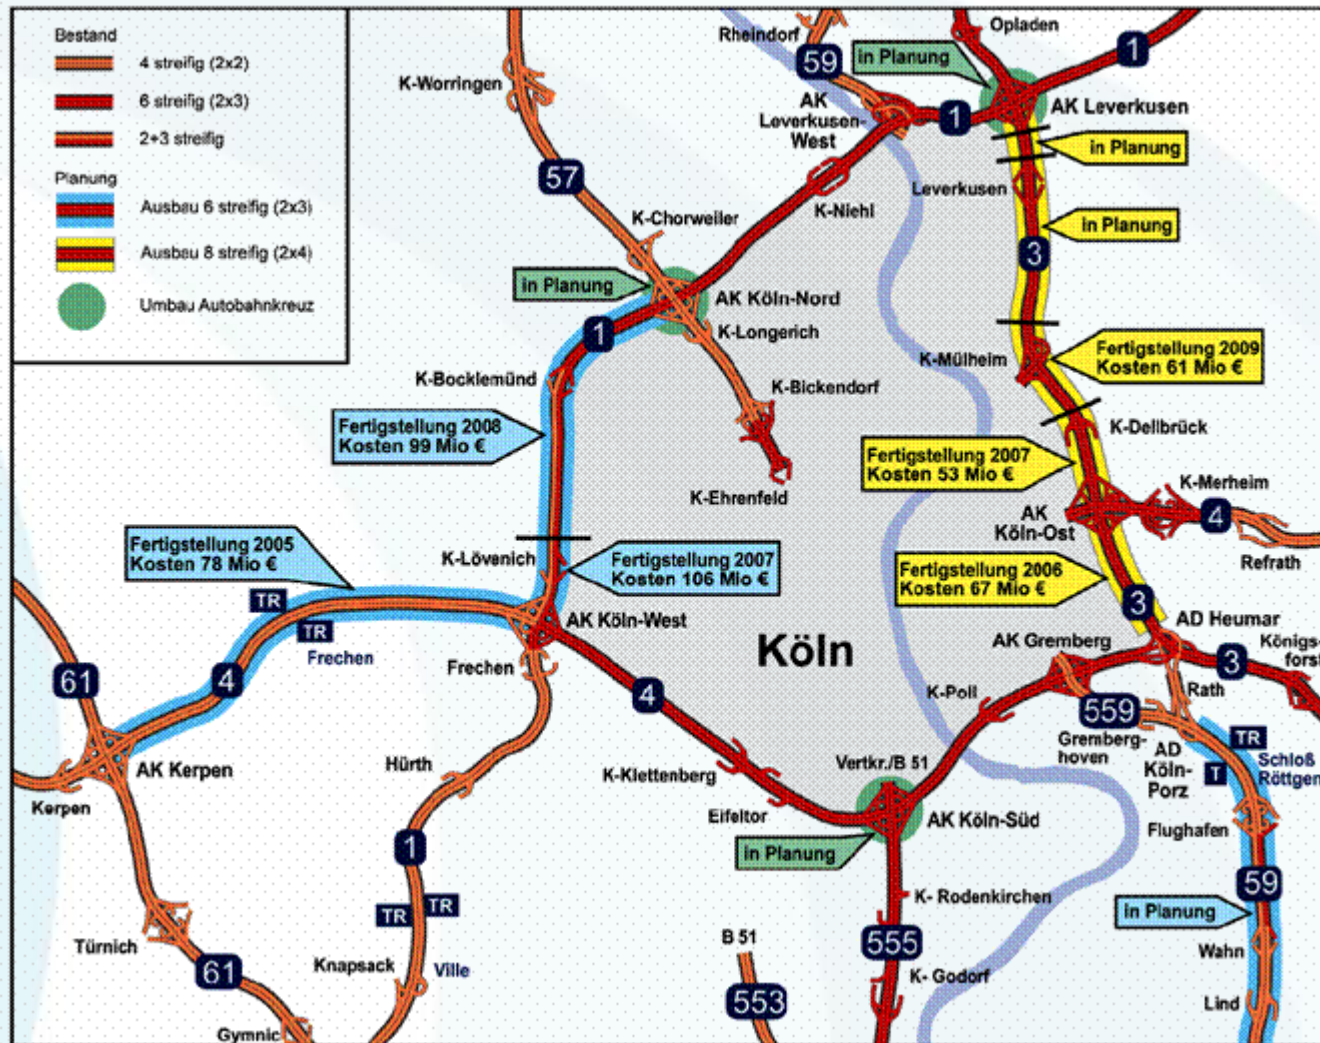 Bestand
4 streifig (2x2)
6 streifig (2x3)
2+3 streifig
Planung
Ausbau 6 streifig (2x3)
Ausbau 8 streifig (2x4)
Umbau Autobahnkreuz
Rheindorf
59
in Planung
Opladen
1
K-Worringen
AK
Leverkusen-
West
1
AK Leverkusen
in Planung
57
Leverkusen
K-Niehl
K-Chorweiler
in Planung
3
in Planung
AK Köln-Nord
1
K-Longerich
K-Mülheim
Fertigstellung 2009
Kosten 61 Mio €
K-Bocklemünd
K-Bickendorf
Fertigstellung 2008
Kosten 99 Mio €
K-Dellbrück
Fertigstellung 2007
Kosten 53 Mio €
K-Ehrenfeld
K-Merheim
4
AK
Köln-Ost
Refrath
Fertigstellung 2005
Kosten 78 Mio €
K-Lövenich
Fertigstellung 2007
Kosten 106 Mio €
Fertigstellung 2006
Kosten 67 Mio €
TR
TR
Frechen
AK Köln-West
3
AD Heumar
Köln
AK Gremberg
Königs-
forst
3
Frechen
61
4
4
K-Poll
Rath
559
Gremberg-
hoven
AD
Köln-
Porz
TR
T
Schloß
Röttgen
AK Kerpen
Kerpen
Hürth
K-Klettenberg
Vertkr./B 51
Eifeltor
AK Köln-Süd
Flughafen
1
in Planung
59
TR
TR
K- Rodenkirchen
in Planung
Türnich
B 51
555
Wahn
61
Knapsack
Ville
K- Godorf
553
Lind
Gymnic